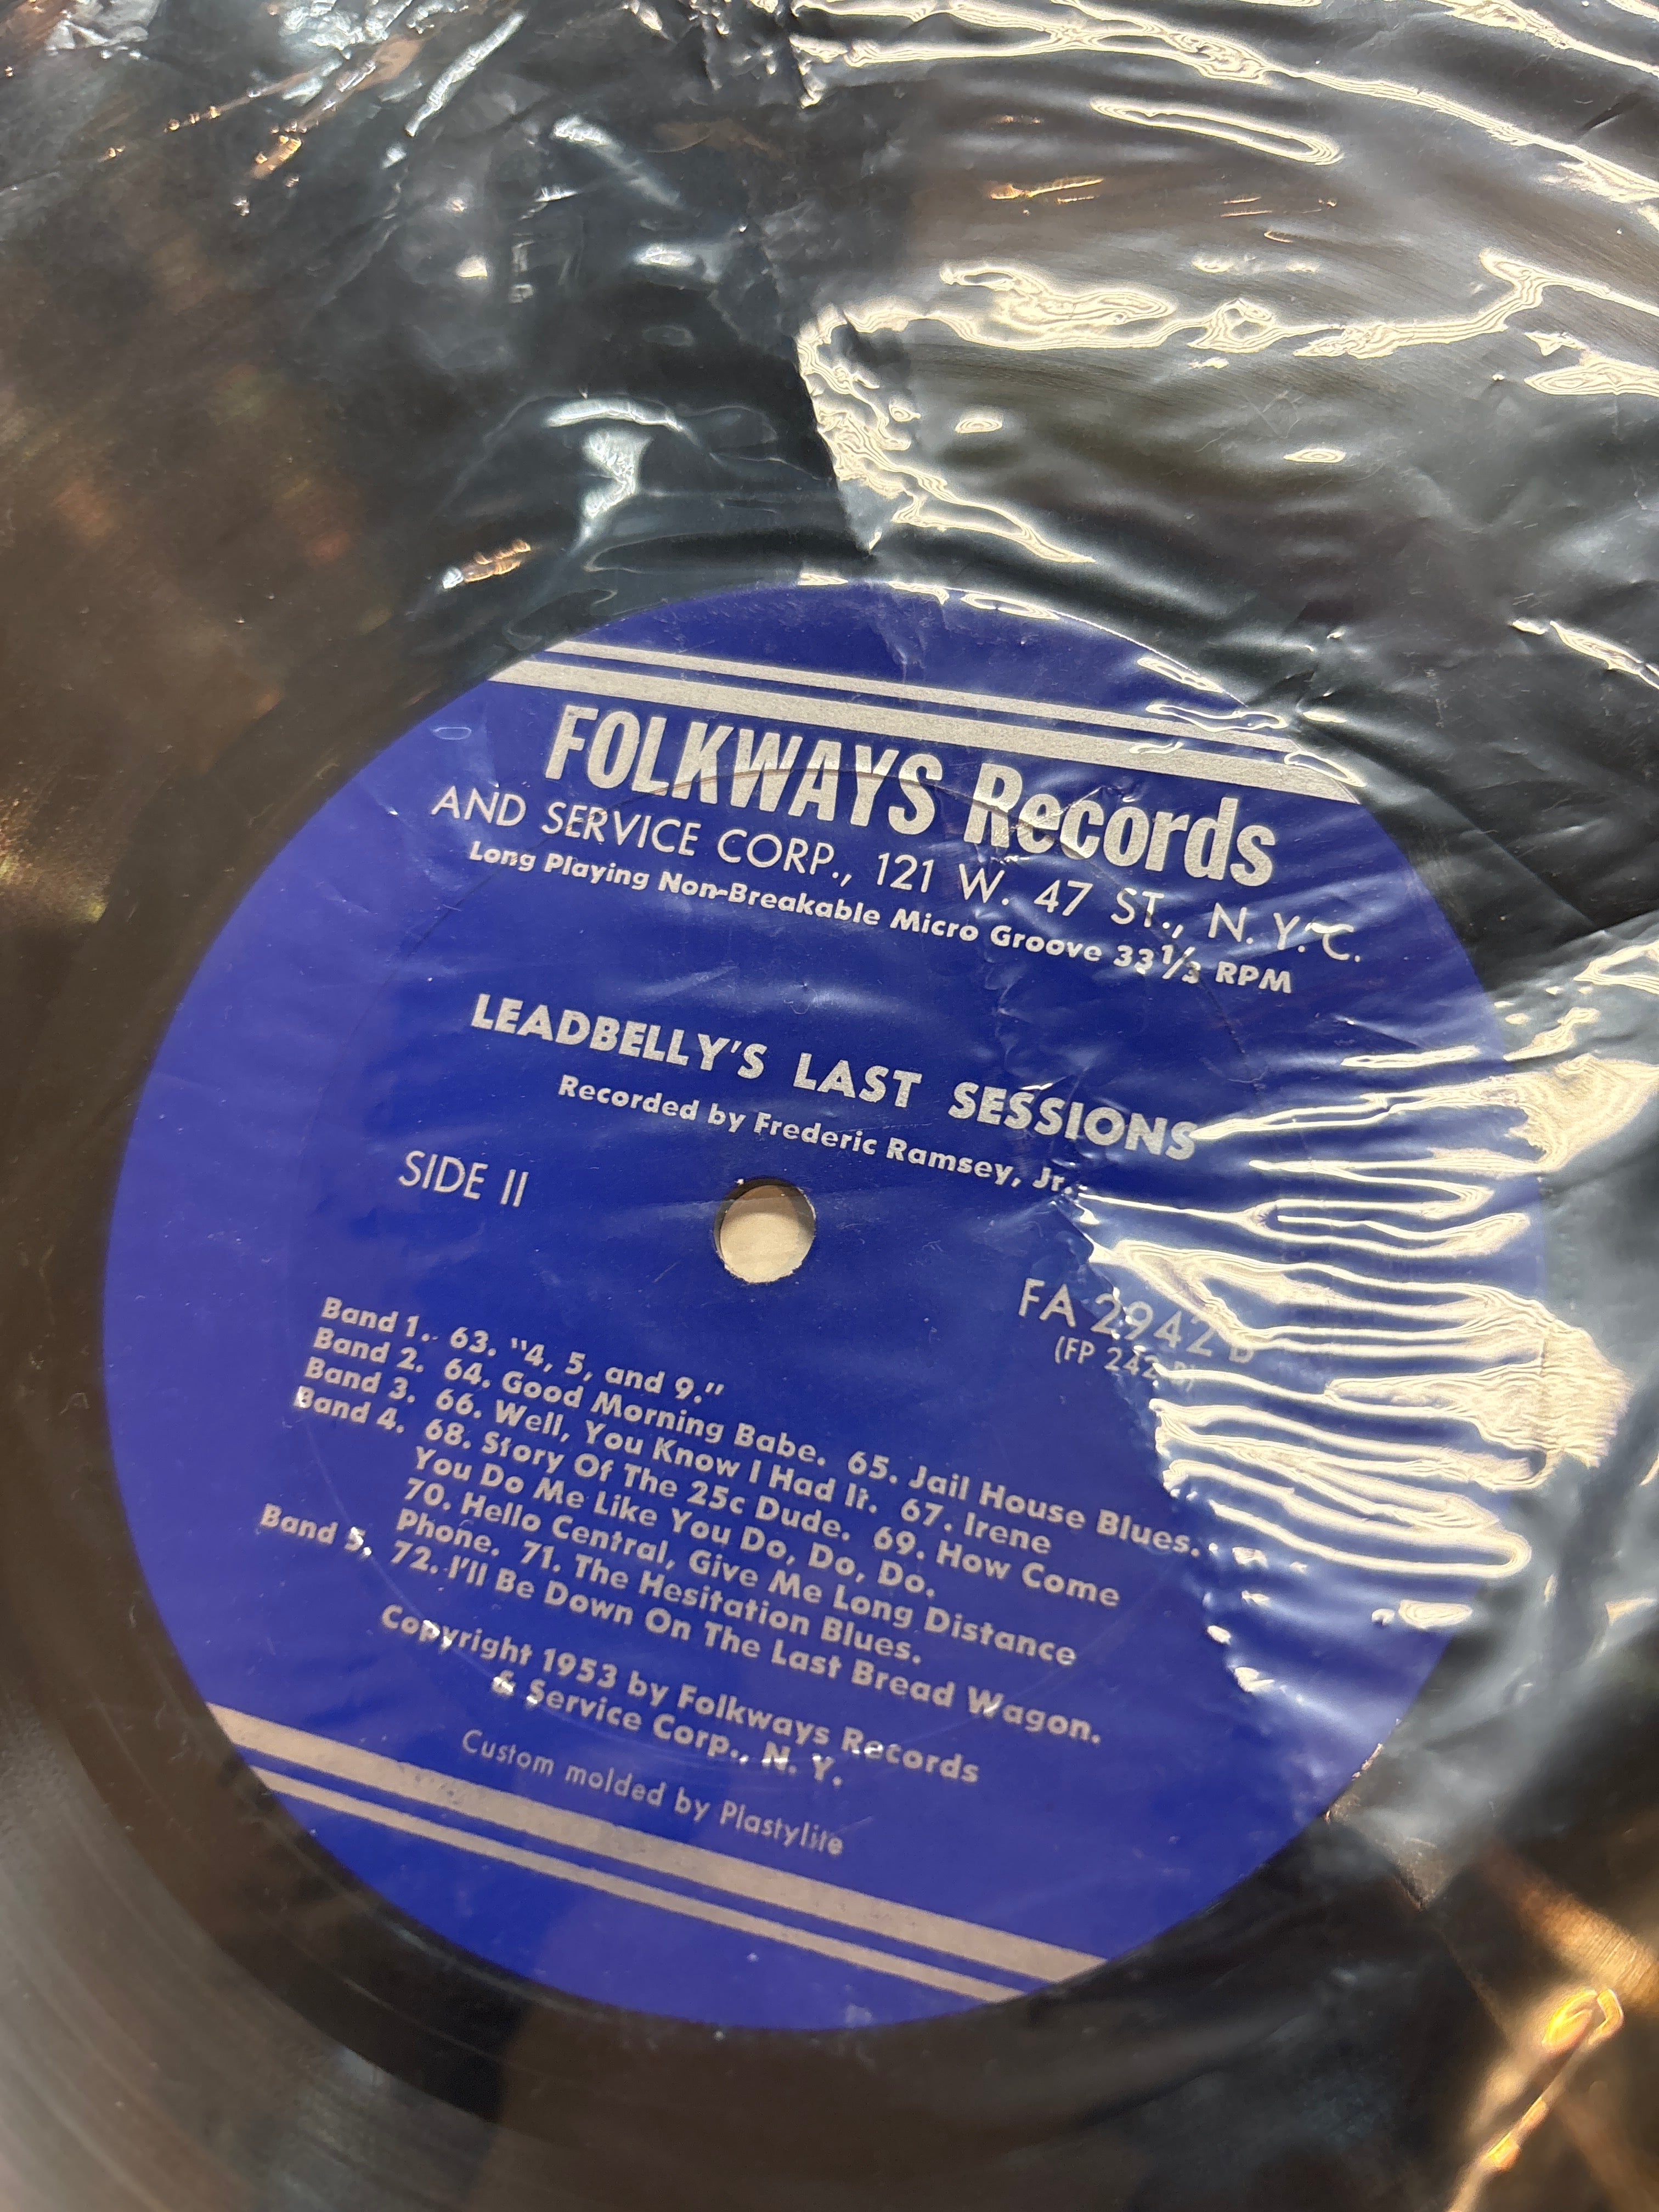 FOLKWAYS Records
AND SERVICE CORP., 121 W. 47 ST., N. Y. C.
Long Playing Non-Breakable Micro Groove 33 1/3 RPM
LEADBELLY'S LAST SESSIONS
Recorded by Frederic Ramsey, Jr.
SIDE II
FA 2942 B
(FP 242 B)
Band 1. 63. "4, 5, and 9."
Band 2. 64. Good Morning Babe. 65. Jail House Blues.
Band 3. 66. Well, You Know I Had It. 67. Irene
Band 4. 68. Story Of The 25c Dude. 69. How Come
You Do Me Like You Do, Do, Do.
70. Hello Central, Give Me Long Distance
Phone. 71. The Hesitation Blues.
Band 5. 72. I'll Be Down On The Last Bread Wagon.
Copyright 1953 by Folkways Records
& Service Corp., N. Y.
Custom molded by Plastylite